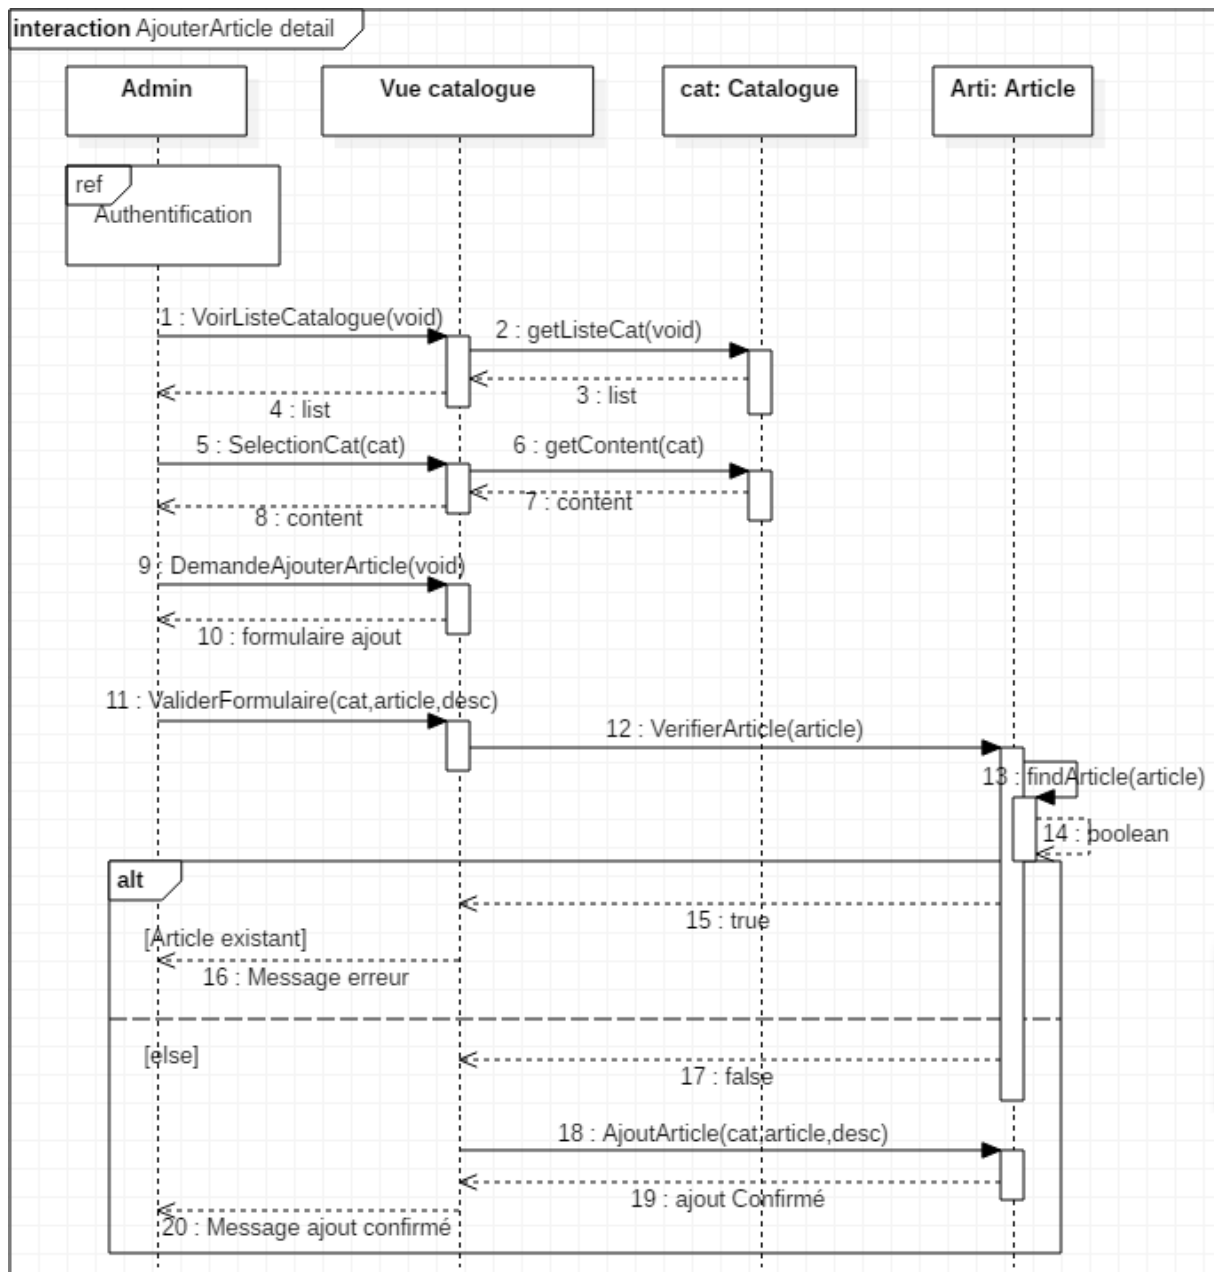 interaction AjouterArticle detail
Admin
Vue catalogue
cat: Catalogue
Arti: Article
ref
Authentification
1 : VoirListeCatalogue(void)
2 : getListeCat(void)
3 : list
4 : list
5 : SelectionCat(cat)
6 : getContent(cat)
7 : content
8 : content
9 : DemandeAjouterArticle(void)
10 : formulaire ajout
11 : ValiderFormulaire(cat,article,desc)
12 : VerifierArticle(article)
13 : findArticle(article)
14 : boolean
alt
15 : true
[Article existant]
16 : Message erreur
[else]
17 : false
18 : AjoutArticle(cat,article,desc)
19 : ajout Confirmé
20 : Message ajout confirmé